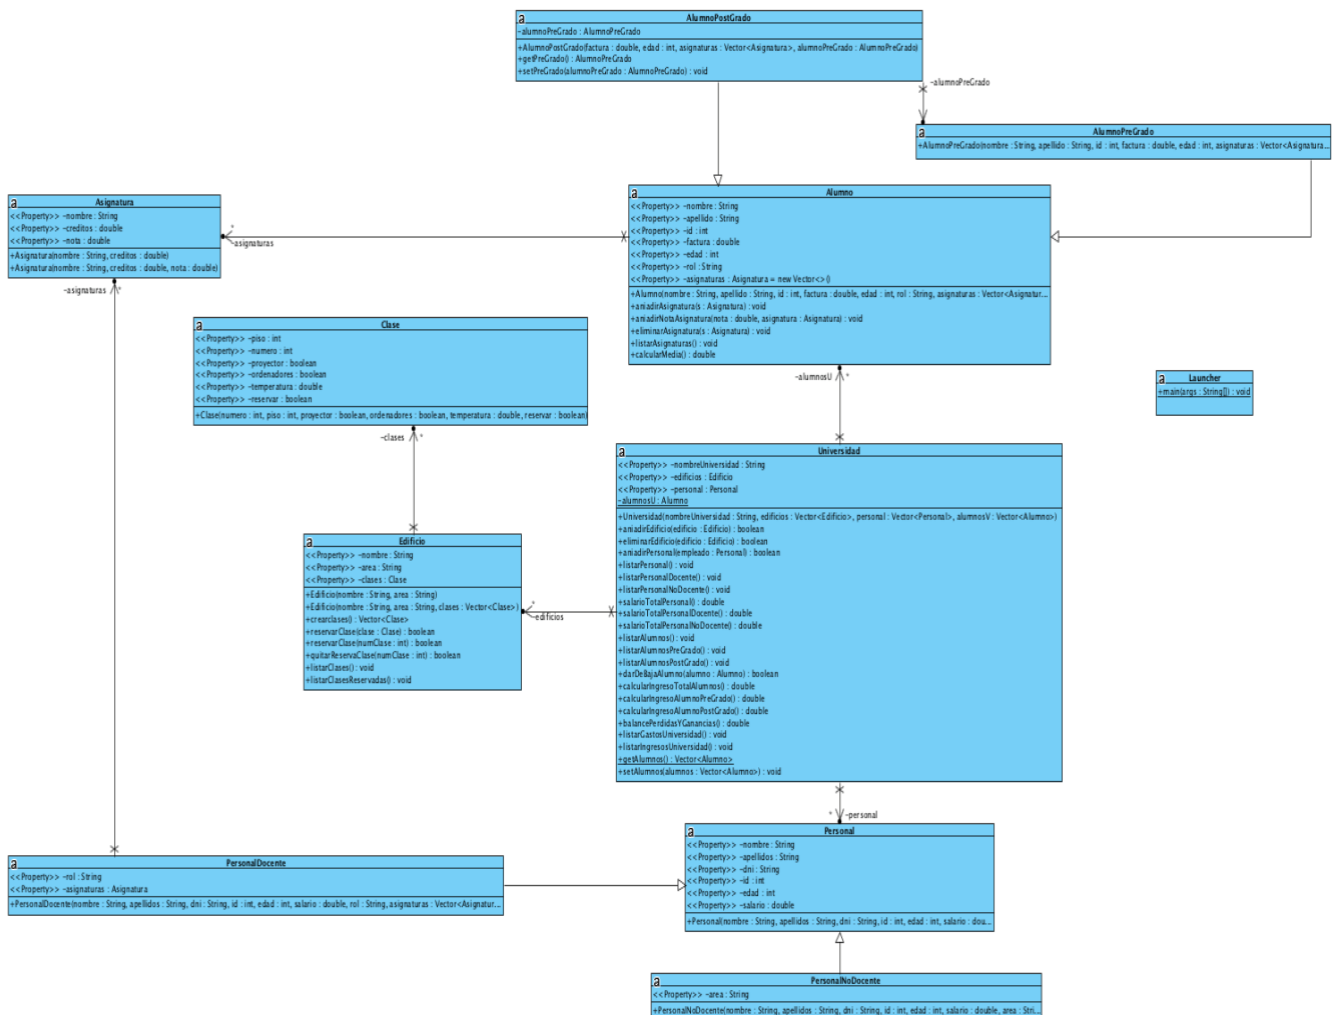 AlumnoPostGrado
-alumnoPreGrado : AlumnoPreGrado
+AlumnoPostGrado(factura : double, edad : int, asignaturas : Vector<Asignatura>, alumnoPreGrado : AlumnoPreGrado)
+getPreGrado() : AlumnoPreGrado
+setPreGrado(alumnoPreGrado : AlumnoPreGrado) : void
-alumnoPreGrado
AlumnoPreGrado
+AlumnoPreGrado(nombre : String, apellido : String, id : int, factura : double, edad : int, asignaturas : Vector<Asignatura...
Asignatura
<<Property>> -nombre : String
<<Property>> -creditos : double
<<Property>> -nota : double
+Asignatura(nombre : String, creditos : double)
+Asignatura(nombre : String, creditos : double, nota : double)
*
-asignaturas
-asignaturas *
Alumno
<<Property>> -nombre : String
<<Property>> -apellido : String
<<Property>> -id : int
<<Property>> -factura : double
<<Property>> -edad : int
<<Property>> -rol : String
<<Property>> -asignaturas : Asignatura = new Vector<>()
+Alumno(nombre : String, apellido : String, id : int, factura : double, edad : int, rol : String, asignaturas : Vector<Asignatur...
+aniadirAsignatura(s : Asignatura) : void
+aniadirNotaAsignatura(nota : double, asignatura : Asignatura) : void
+eliminarAsignatura(s : Asignatura) : void
+listarAsignaturas() : void
+calcularMedia() : double
-alumnosU *
Clase
<<Property>> -piso : int
<<Property>> -numero : int
<<Property>> -proyector : boolean
<<Property>> -ordenadores : boolean
<<Property>> -temperatura : double
<<Property>> -reservar : boolean
+Clase(numero : int, piso : int, proyector : boolean, ordenadores : boolean, temperatura : double, reservar : boolean)
-clases *
Launcher
+main(args : String[]) : void
Universidad
<<Property>> -nombreUniversidad : String
<<Property>> -edificios : Edificio
<<Property>> -personal : Personal
-alumnosU : Alumno
+Universidad(nombreUniversidad : String, edificios : Vector<Edificio>, personal : Vector<Personal>, alumnosV : Vector<Alumno>)
+aniadirEdificio(edificio : Edificio) : boolean
+eliminarEdificio(edificio : Edificio) : boolean
+aniadirPersonal(empleado : Personal) : boolean
+listarPersonal() : void
+listarPersonalDocente() : void
+listarPersonalNoDocente() : void
+salarioTotalPersonal() : double
+salarioTotalPersonalDocente() : double
+salarioTotalPersonalNoDocente() : double
+listarAlumnos() : void
+listarAlumnosPreGrado() : void
+listarAlumnosPostGrado() : void
+darDeBajaAlumno(alumno : Alumno) : boolean
+calcularIngresoTotalAlumnos() : double
+calcularIngresoAlumnoPreGrado() : double
+calcularIngresoAlumnoPostGrado() : double
+balancePerdidasYGanancias() : double
+listarGastosUniversidad() : void
+listarIngresosUniversidad() : void
+getAlumnos() : Vector<Alumno>
+setAlumnos(alumnos : Vector<Alumno>) : void
Edificio
<<Property>> -nombre : String
<<Property>> -area : String
<<Property>> -clases : Clase
+Edificio(nombre : String, area : String)
+Edificio(nombre : String, area : String, clases : Vector<Clase>)
+crearclases() : Vector<Clase>
+reservarClase(clase : Clase) : boolean
+reservarClase(numClase : int) : boolean
+quitarReservaClase(numClase : int) : boolean
+listarClases() : void
+listarClasesReservadas() : void
*
-edificios
* -personal
Personal
<<Property>> -nombre : String
<<Property>> -apellidos : String
<<Property>> -dni : String
<<Property>> -id : int
<<Property>> -edad : int
<<Property>> -salario : double
+Personal(nombre : String, apellidos : String, dni : String, id : int, edad : int, salario : dou...
PersonalDocente
<<Property>> -rol : String
<<Property>> -asignaturas : Asignatura
+PersonalDocente(nombre : String, apellidos : String, dni : String, id : int, edad : int, salario : double, rol : String, asignaturas : Vector<Asignatur...
PersonalNoDocente
<<Property>> -area : String
+PersonalNoDocente(nombre : String, apellidos : String, dni : String, id : int, edad : int, salario : double, area : Stri...